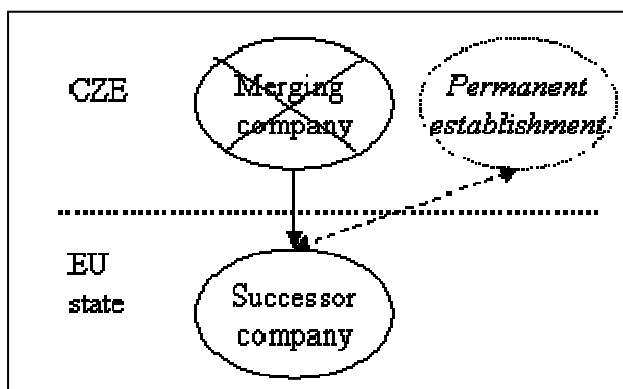 CZE
Merging
company
Permanent
establishment
EU
state
Successor
company